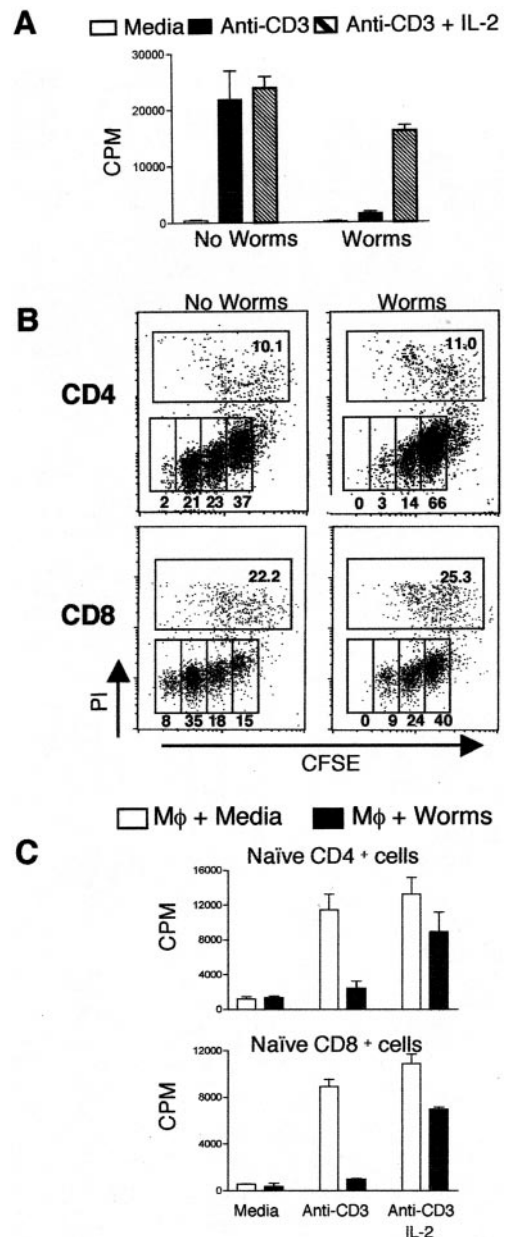 A
Media Anti-CD3 Anti-CD3 + IL-2
30000
20000
10000
0
CPM
No Worms Worms
B
No Worms Worms
CD4
10.1
2 21 23 37
11.0
0 3 14 66
CD8
22.2
8 35 18 15
25.3
0 9 24 40
PI
CFSE
Mφ + Media Mφ + Worms
C
Naïve CD4 + cells
16000
12000
8000
4000
0
CPM
Naïve CD8 + cells
12000
8000
4000
0
CPM
Media Anti-CD3 Anti-CD3
IL-2